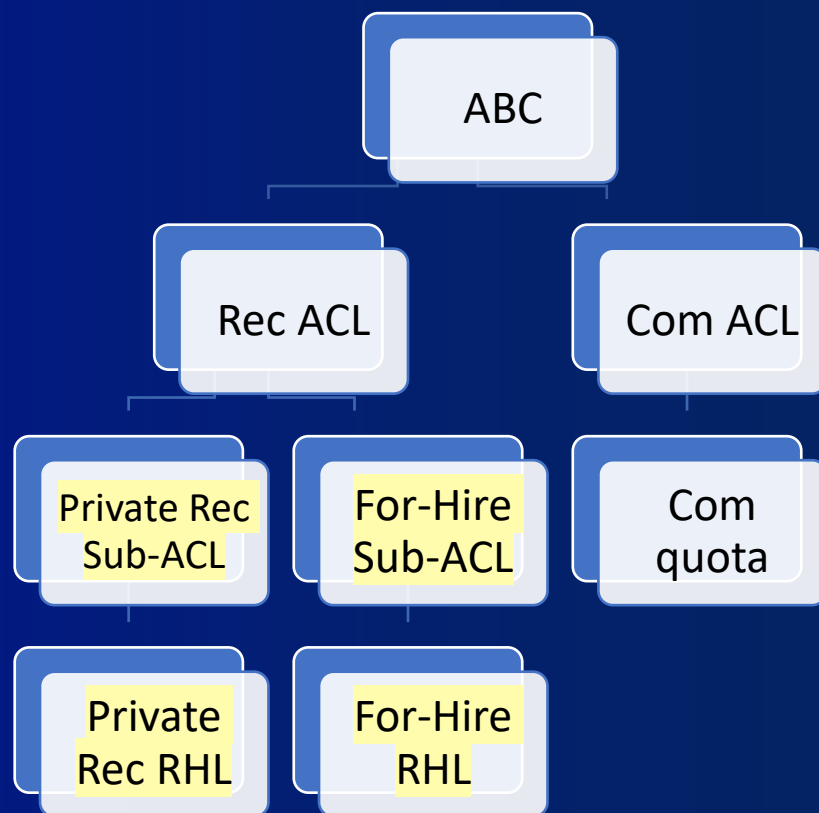 ABC
Rec ACL
Com ACL
Private Rec
Sub-ACL
For-Hire
Sub-ACL
Com
quota
Private
Rec RHL
For-Hire
RHL